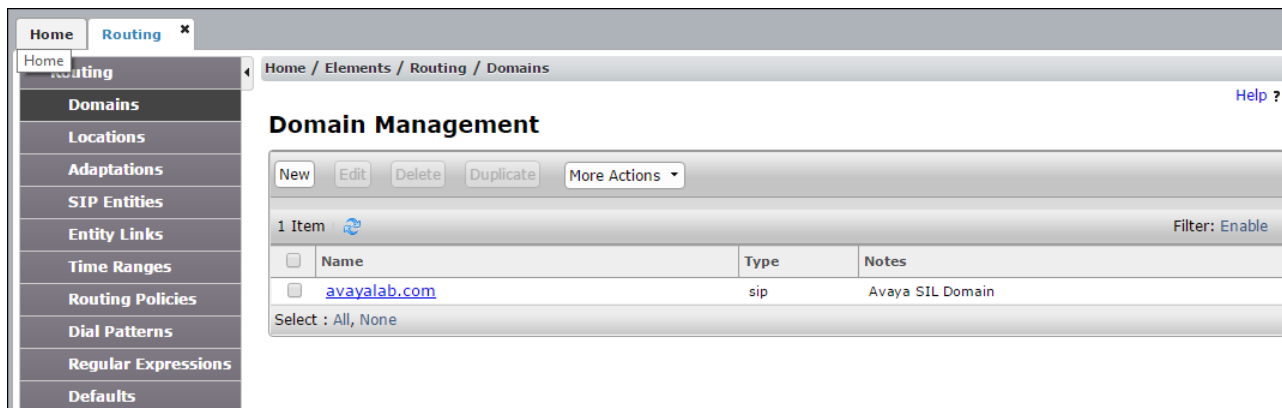 Home Routing ✖
Home
Routing
Home / Elements / Routing / Domains
Help ?
Domains
Locations
Adaptations
SIP Entities
Entity Links
Time Ranges
Routing Policies
Dial Patterns
Regular Expressions
Defaults
Domain Management
New Edit Delete Duplicate More Actions
1 Item Filter: Enable
Name Type Notes
avayalab.com sip Avaya SIL Domain
Select : All, None